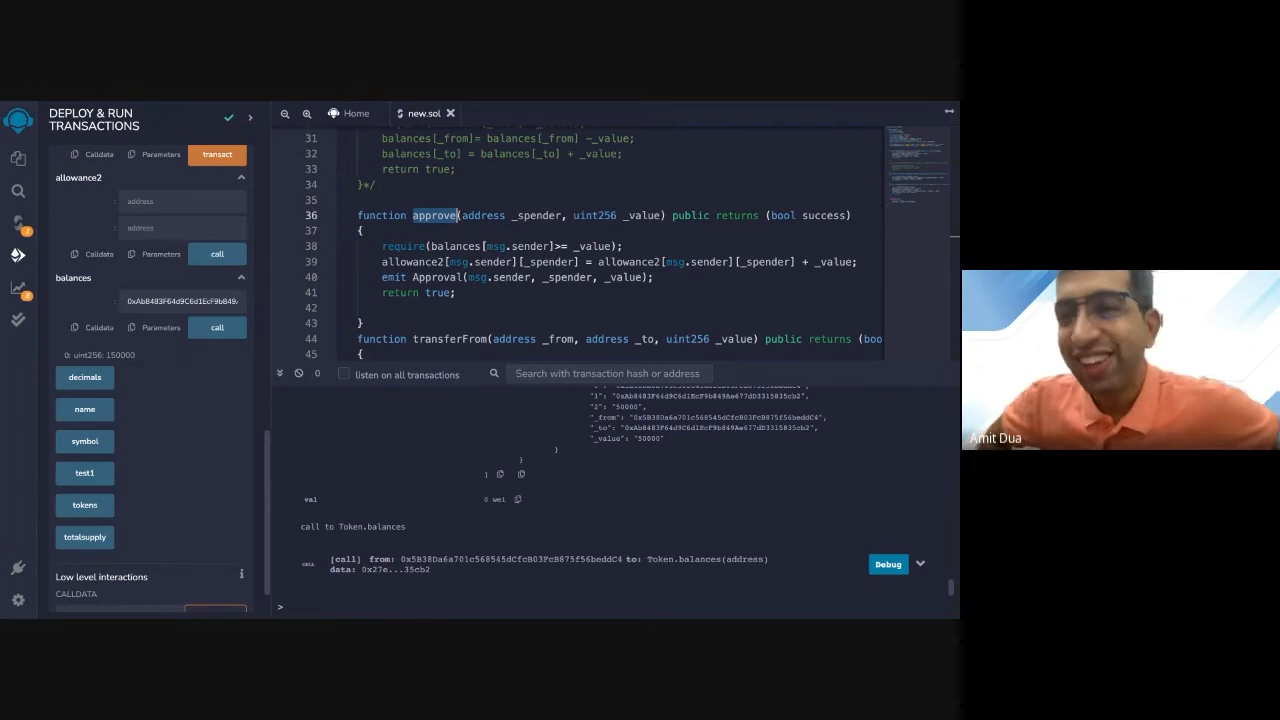 DEPLOY & RUN
TRANSACTIONS
Calldata Parameters transact
allowance2
: address
: address
Calldata Parameters call
balances
: 0xAb8483F64d9C6d1EcF9b849
Calldata Parameters call
0: uint256: 150000
decimals
name
symbol
test1
tokens
totalsupply
Low level interactions
CALLDATA
Home new.sol
31 balances[_from]= balances[_from] -_value;
32 balances[_to] = balances[_to] + _value;
33 return true;
34 }*/
35
36 function approve(address _spender, uint256 _value) public returns (bool success)
37 {
38 require(balances[msg.sender]>= _value);
39 allowance2[msg.sender][_spender] = allowance2[msg.sender][_spender] + _value;
40 emit Approval(msg.sender, _spender, _value);
41 return true;
42
43 }
44 function transferFrom(address _from, address _to, uint256 _value) public returns (boo
45 {
0 listen on all transactions Search with transaction hash or address
"1": "0xAb8483F64d9C6d1EcF9b849Ae677dD3315835cb2",
"2": "50000",
"_from": "0x5B38Da6a701c568545dCfcB03FcB875f56beddC4",
"_to": "0xAb8483F64d9C6d1EcF9b849Ae677dD3315835cb2",
"_value": "50000"
}
}
]
val 0 wei
call to Token.balances
CALL [call] from: 0x5B38Da6a701c568545dCfcB03FcB875f56beddC4 to: Token.balances(address)
data: 0x27e...35cb2
Debug
>
Amit Dua